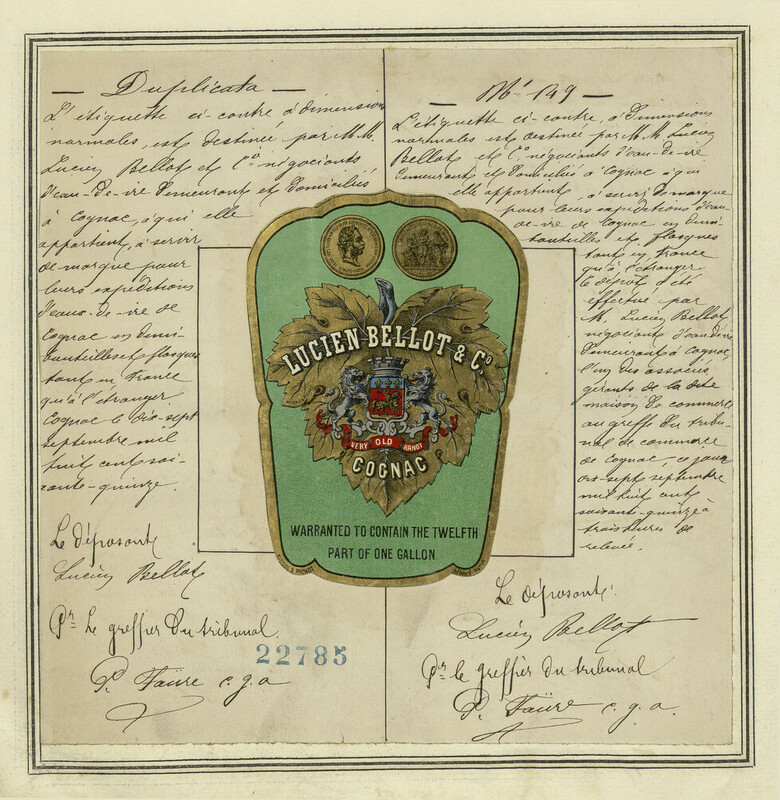 — Duplicata —
L'étiquette ci-contre à dimensions
normales, est destinée par M.M.
Lucien Bellot et Cie négociants
d'eau-de-vie demeurant et domiciliés
à Cognac, à qui elle
appartient, à servir
de marque pour
leurs expéditions
d'eaux-de-vie de
Cognac en demi-
bouteilles et flasques
tant en France
qu'à l'étranger.
Cognac le dix-sept
septembre mil
huit cent soi-
xante-quinze.
Le déposant
Lucien Bellot
Pr. Le greffier du tribunal
22785
P. Faure c. g. a
— No 149 —
L'étiquette ci-contre, à dimensions
normales est destinée par M. M. Lucien
Bellot et Cie négociants d'eau-de-vie
demeurant et domiciliés à Cognac à qui
elle appartient, à servir de marque
pour leurs expéditions d'eau-
de-vie de Cognac en demi-
bouteilles et flasques
tant en France
qu'à l'étranger.
Le dépôt a été
effectué par
M. Lucien Bellot
négociant d'eau-de-vie
demeurant à Cognac
l'un des associés
gérants de la dite
maison de commerce
au greffe du tribu-
nal de commerce
de Cognac, ce jour
dix-sept septembre
mil huit cent
soixante-quinze à
trois heures de
relevée.
Le déposant:
Lucien Bellot
Pr. le greffier du tribunal
P. Faure c. g. a.
LUCIEN BELLOT & Co.
VERY OLD BRANDY
COGNAC
WARRANTED TO CONTAIN THE TWELFTH
PART OF ONE GALLON